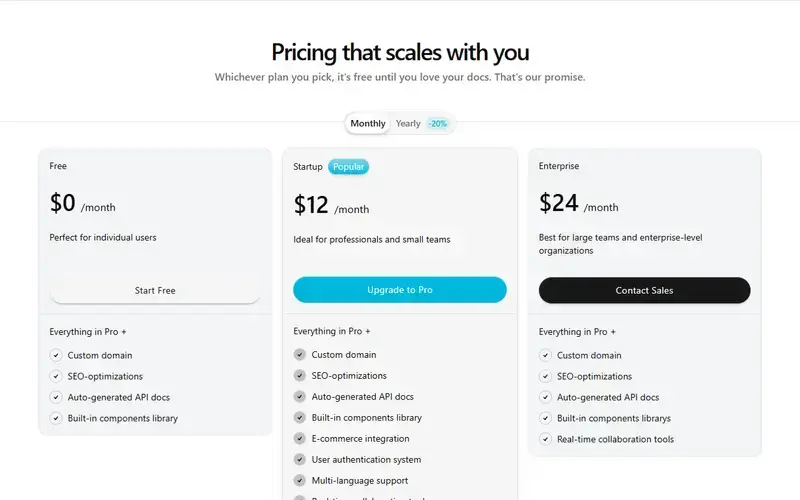 Pricing that scales with you
Whichever plan you pick, it's free until you love your docs. That's our promise.
Monthly Yearly -20%
Free
$0 /month
Perfect for individual users
Start Free
Everything in Pro +
Custom domain
SEO-optimizations
Auto-generated API docs
Built-in components library
Startup Popular
$12 /month
Ideal for professionals and small teams
Upgrade to Pro
Everything in Pro +
Custom domain
SEO-optimizations
Auto-generated API docs
Built-in components library
E-commerce integration
User authentication system
Multi-language support
Enterprise
$24 /month
Best for large teams and enterprise-level
organizations
Contact Sales
Everything in Pro +
Custom domain
SEO-optimizations
Auto-generated API docs
Built-in components librarys
Real-time collaboration tools